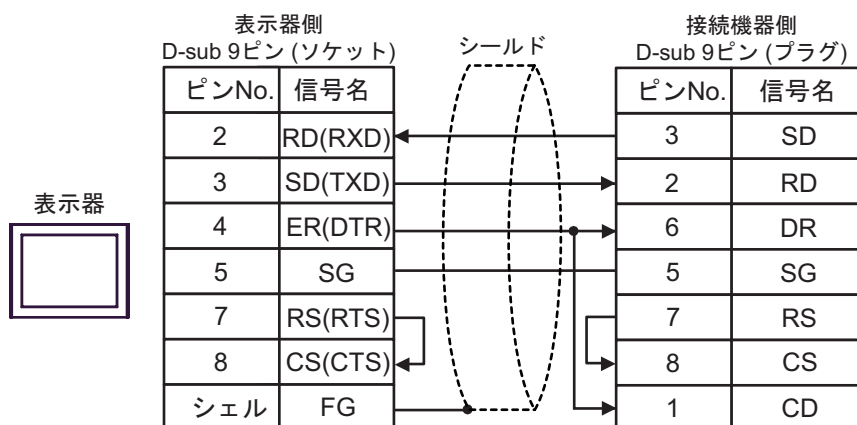 表示器側
D-sub 9ピン (ソケット)
シールド
接続機器側
D-sub 9ピン (プラグ)
ピンNo. 信号名
ピンNo. 信号名
2 RD(RXD) 3 SD
3 SD(TXD) 2 RD
表示器
4 ER(DTR) 6 DR
5 SG 5 SG
7 RS(RTS) 7 RS
8 CS(CTS) 8 CS
シェル FG 1 CD